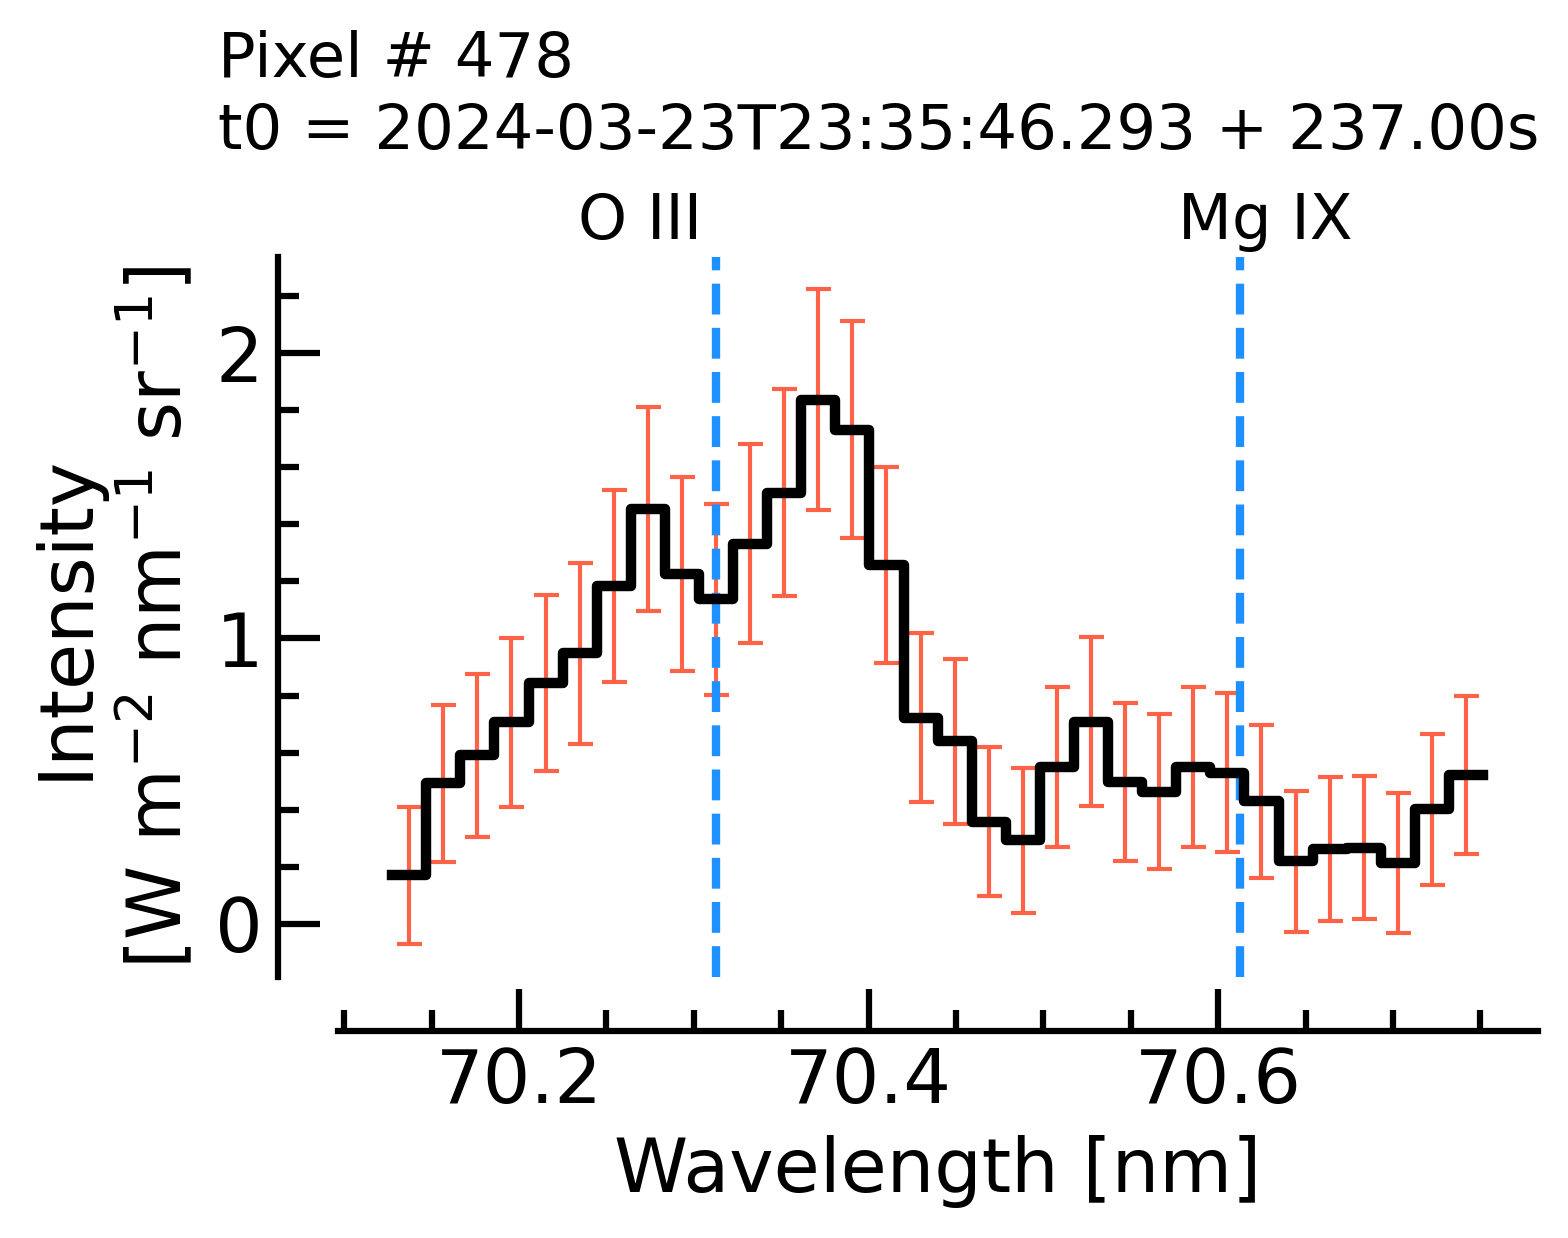 Pixel # 478
t0 = 2024-03-23T23:35:46.293 + 237.00s
O III
Mg IX
Intensity
[W m⁻² nm⁻¹ sr⁻¹]
2
1
0
70.2 70.4 70.6
Wavelength [nm]